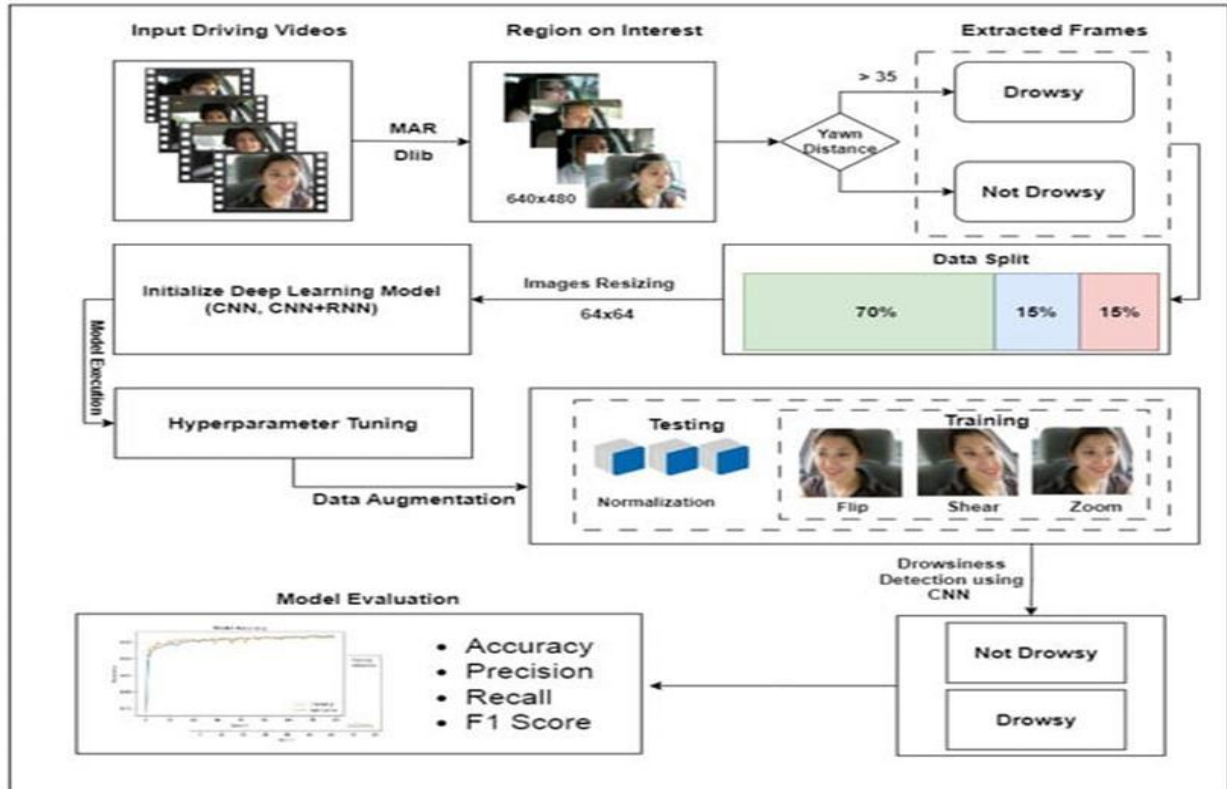 Input Driving Videos
Region on Interest
Extracted Frames
> 35
Drowsy
MAR
Dlib
Yawn
Distance
640x480
Not Drowsy
Data Split
Initialize Deep Learning Model
(CNN, CNN+RNN)
Images Resizing
64x64
70%
15%
15%
Model Execution
Hyperparameter Tuning
Data Augmentation
Testing
Normalization
Training
Flip
Shear
Zoom
Drowsiness
Detection using
CNN
Not Drowsy
Drowsy
Model Evaluation
• Accuracy
• Precision
• Recall
• F1 Score